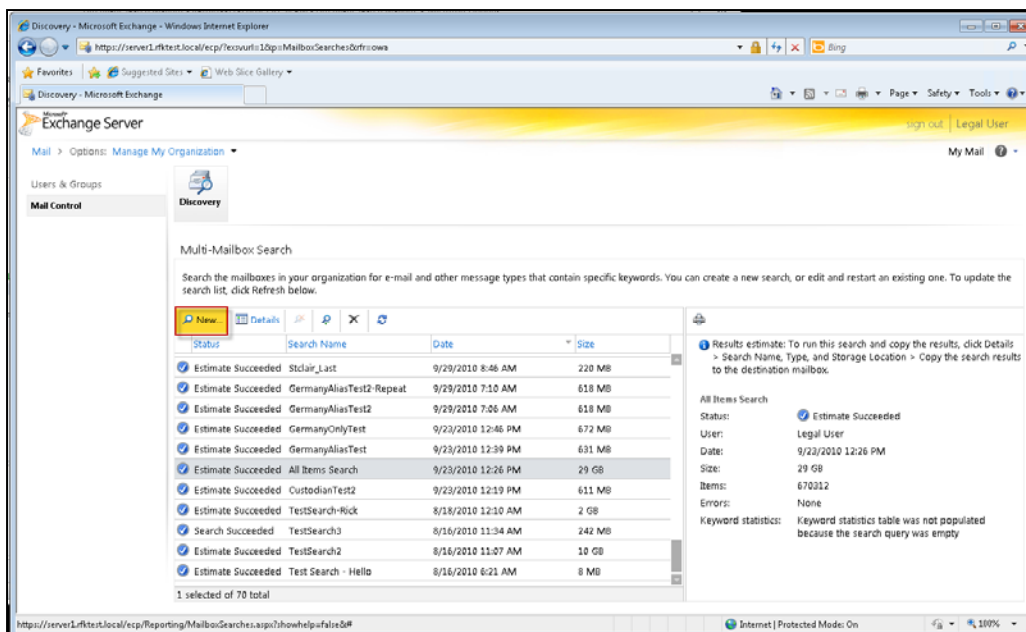 Discovery - Microsoft Exchange - Windows Internet Explorer
https://server1.rfktest.local/ecp/?exsvurl=1&p=MailboxSearches&rfr=owa
Bing
Favorites
Suggested Sites
Web Slice Gallery
Discovery - Microsoft Exchange
Page Safety Tools
Microsoft
Exchange Server
sign out | Legal User
Mail > Options: Manage My Organization
My Mail
Users & Groups
Mail Control
Discovery
Multi-Mailbox Search
Search the mailboxes in your organization for e-mail and other message types that contain specific keywords. You can create a new search, or edit and restart an existing one. To update the
search list, click Refresh below.
New... Details
Status Search Name Date Size
Estimate Succeeded Stclair_Last 9/29/2010 8:46 AM 220 MB
Estimate Succeeded GermanyAliasTest2-Repeat 9/29/2010 7:10 AM 618 MB
Estimate Succeeded GermanyAliasTest2 9/29/2010 7:06 AM 618 MB
Estimate Succeeded GermanyOnlyTest 9/23/2010 12:46 PM 672 MB
Estimate Succeeded GermanyAliasTest 9/23/2010 12:39 PM 631 MB
Estimate Succeeded All Items Search 9/23/2010 12:26 PM 29 GB
Estimate Succeeded CustodianTest2 9/23/2010 12:19 PM 611 MB
Estimate Succeeded TestSearch-Rick 8/18/2010 12:10 AM 2 GB
Search Succeeded TestSearch3 8/16/2010 11:34 AM 242 MB
Estimate Succeeded TestSearch2 8/16/2010 11:07 AM 10 GB
Estimate Succeeded Test Search - Hello 8/16/2010 6:21 AM 8 MB
1 selected of 70 total
Results estimate: To run this search and copy the results, click Details
> Search Name, Type, and Storage Location > Copy the search results
to the destination mailbox.
All Items Search
Status: Estimate Succeeded
User: Legal User
Date: 9/23/2010 12:26 PM
Size: 29 GB
Items: 670312
Errors: None
Keyword statistics: Keyword statistics table was not populated
because the search query was empty
https://server1.rfktest.local/ecp/Reporting/MailboxSearches.aspx?showhelp=false&#
Internet | Protected Mode: On
100%